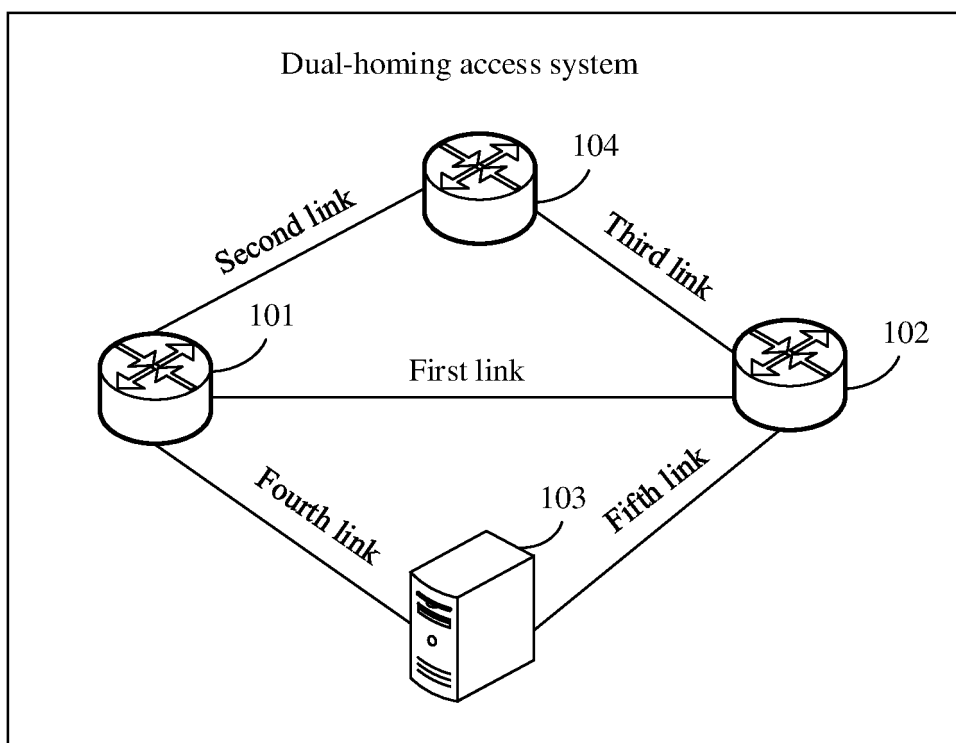 Dual-homing access system
104
Second link
Third link
101
102
First link
Fourth link
103
Fifth link